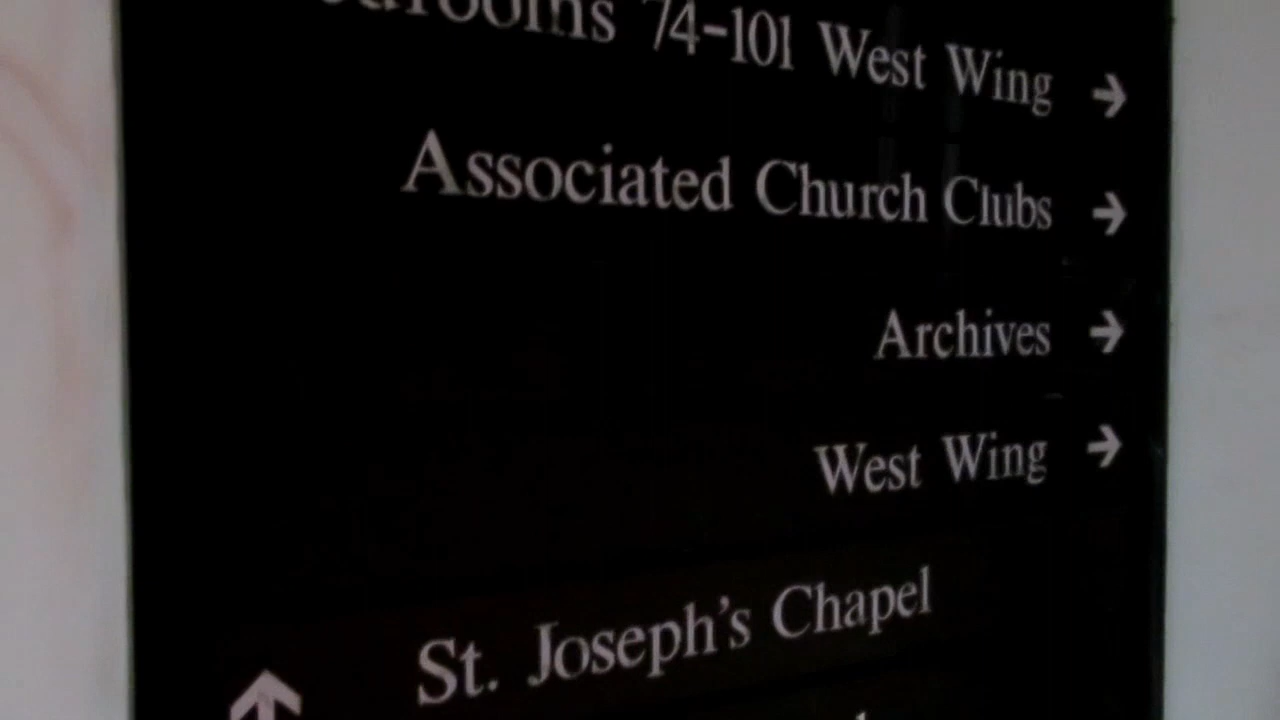 74-101 West Wing →
Associated Church Clubs →
Archives →
West Wing →
St. Joseph's Chapel
↑